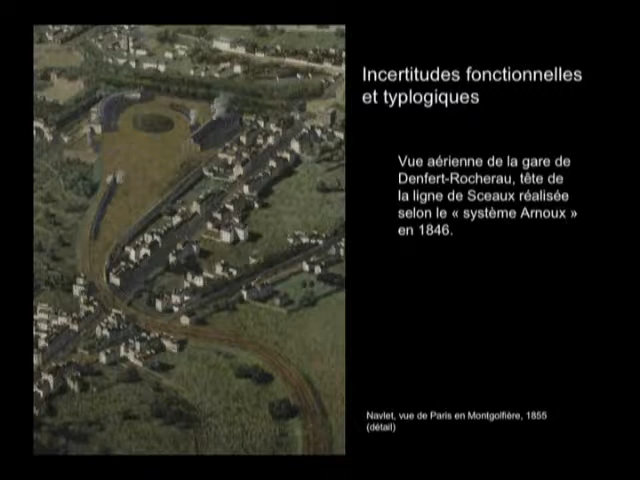 Incertitudes fonctionnelles
et typlogiques
Vue aérienne de la gare de
Denfert-Rocherau, tête de
la ligne de Sceaux réalisée
selon le « système Arnoux »
en 1846.
Navlet, vue de Paris en Montgolfière, 1855
(détail)